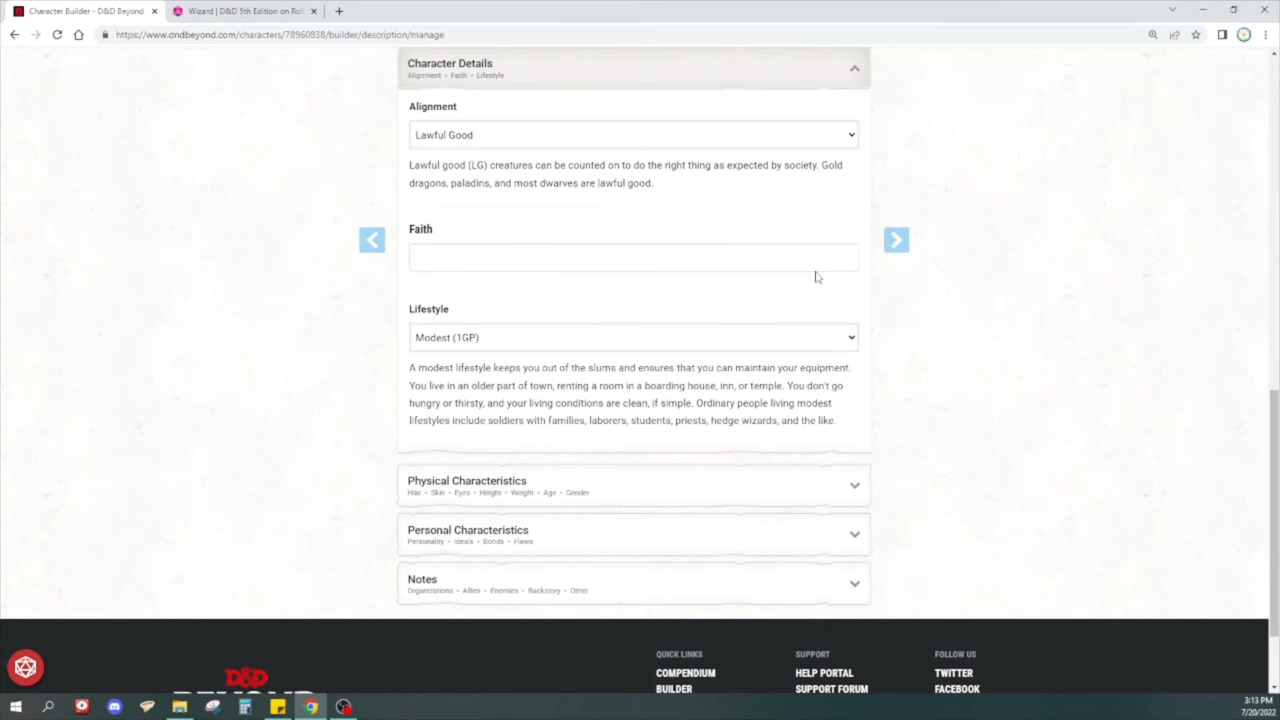 Character Builder - D&D Beyond
Wizard | D&D 5th Edition on Roll
https://www.dndbeyond.com/characters/78960838/builder/description/manage
Character Details
Alignment • Faith • Lifestyle
Alignment
Lawful Good
Lawful good (LG) creatures can be counted on to do the right thing as expected by society. Gold
dragons, paladins, and most dwarves are lawful good.
Faith
Lifestyle
Modest (1GP)
A modest lifestyle keeps you out of the slums and ensures that you can maintain your equipment.
You live in an older part of town, renting a room in a boarding house, inn, or temple. You don't go
hungry or thirsty, and your living conditions are clean, if simple. Ordinary people living modest
lifestyles include soldiers with families, laborers, students, priests, hedge wizards, and the like.
Physical Characteristics
Hair • Skin • Eyes • Height • Weight • Age • Gender
Personal Characteristics
Personality • Ideals • Bonds • Flaws
Notes
Organizations • Allies • Enemies • Backstory • Other
D&D
BEYOND
QUICK LINKS
COMPENDIUM
BUILDER
SUPPORT
HELP PORTAL
SUPPORT FORUM
FOLLOW US
TWITTER
FACEBOOK
3:13 PM
7/20/2022